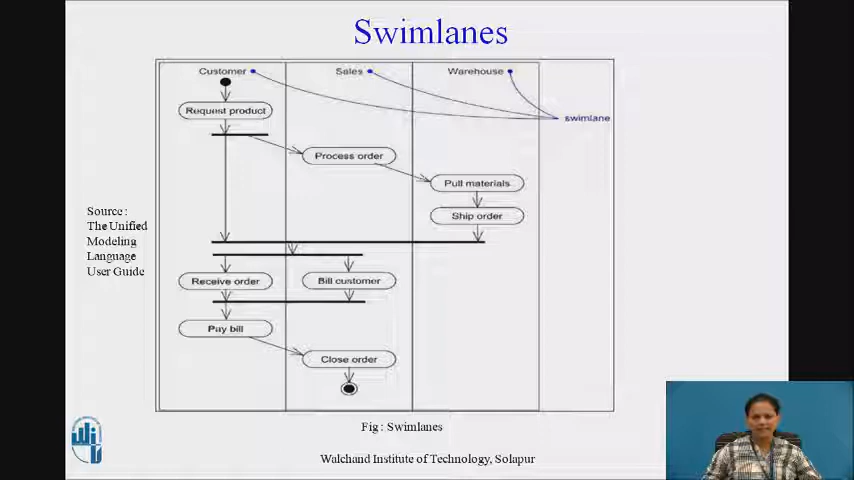 Swimlanes
Customer
Sales
Warehouse
Request product
swimlane
Process order
Pull materials
Ship order
Source :
The Unified
Modeling
Language
User Guide
Receive order
Bill customer
Pay bill
Close order
Fig : Swimlanes
Walchand Institute of Technology, Solapur